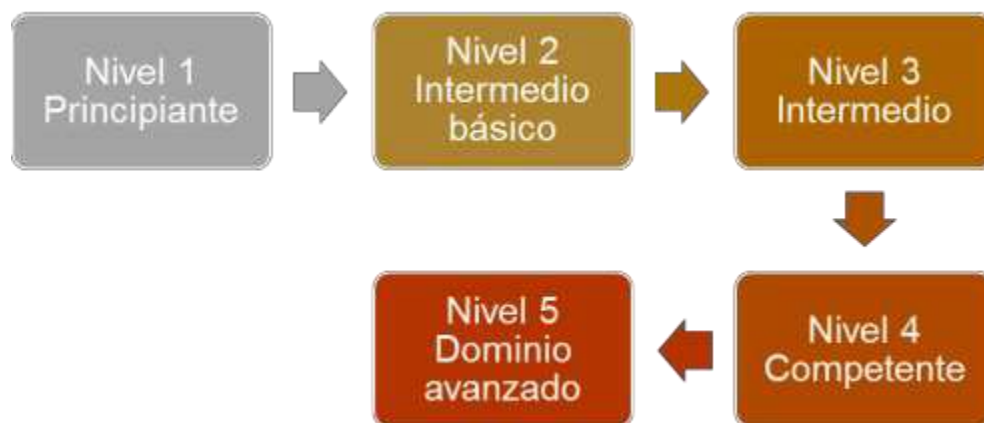 Nivel 1
Principiante
Nivel 2
Intermedio
básico
Nivel 3
Intermedio
Nivel 4
Competente
Nivel 5
Dominio
avanzado